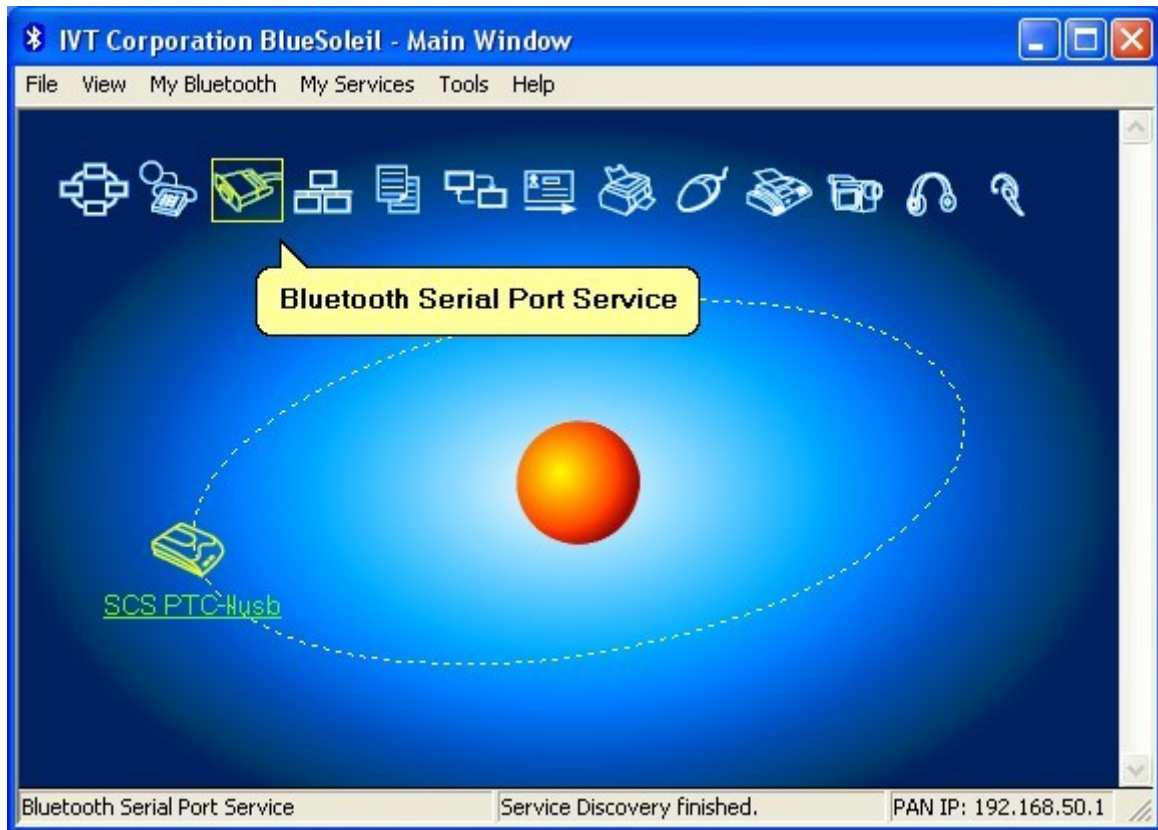 IVT Corporation BlueSoleil - Main Window
File View My Bluetooth My Services Tools Help
Bluetooth Serial Port Service
SCS PTC-IIusb
Bluetooth Serial Port Service Service Discovery finished. PAN IP: 192.168.50.1